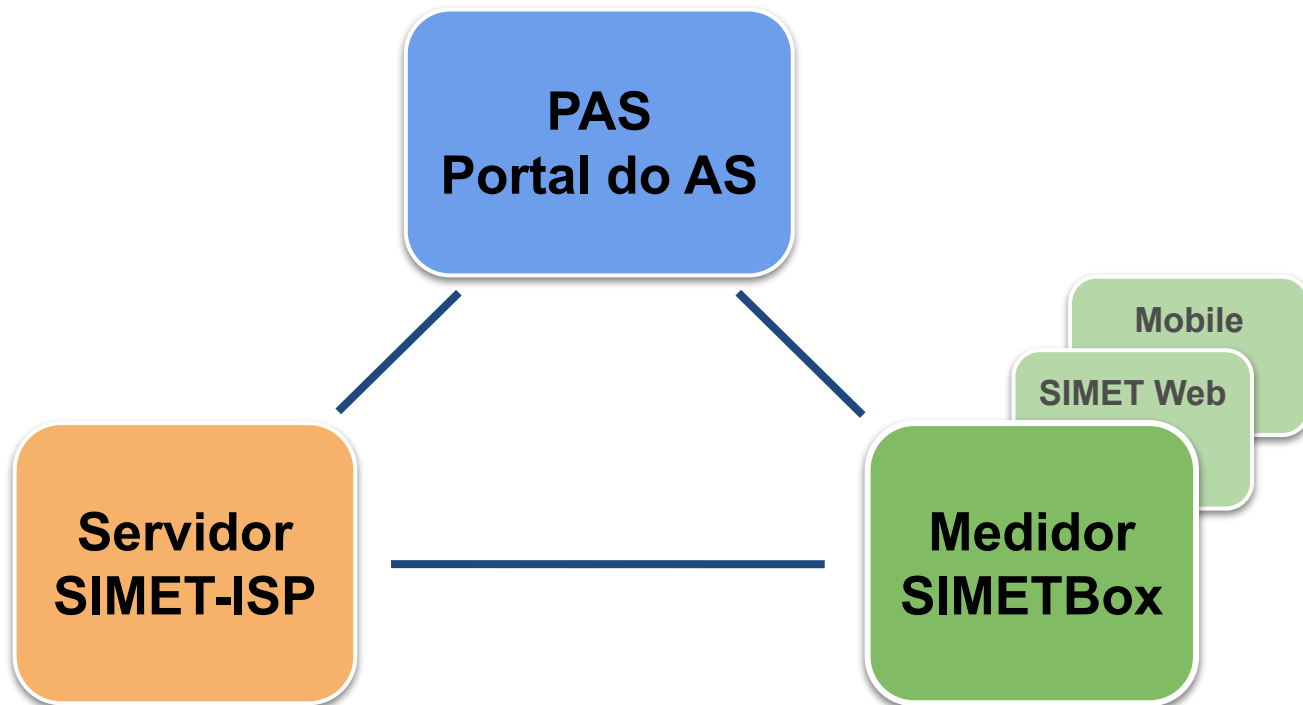 PAS
Portal do AS
Mobile
SIMET Web
Servidor
SIMET-ISP
Medidor
SIMETBox